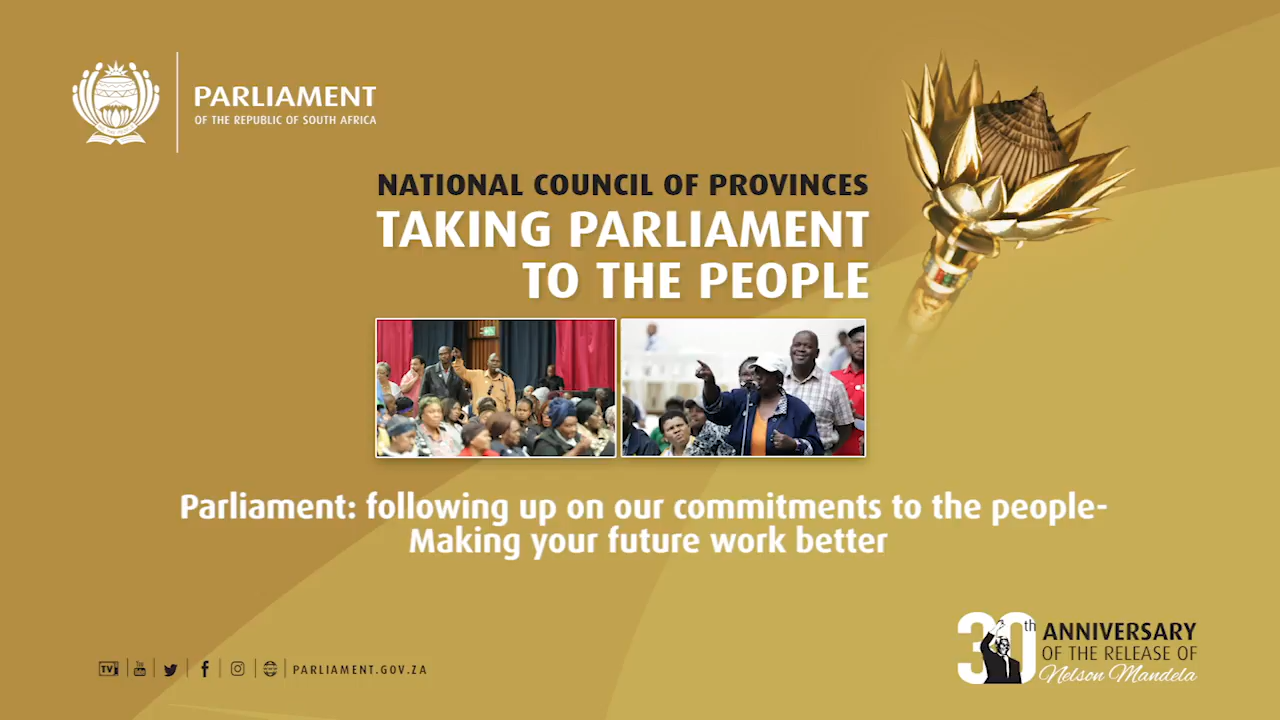 PARLIAMENT
OF THE REPUBLIC OF SOUTH AFRICA
NATIONAL COUNCIL OF PROVINCES
TAKING PARLIAMENT
TO THE PEOPLE
Parliament: following up on our commitments to the people-
Making your future work better
30th ANNIVERSARY
OF THE RELEASE OF
Nelson Mandela
PARLIAMENT.GOV.ZA